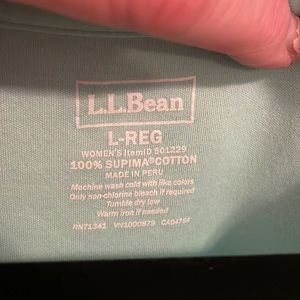 L.L.Bean
L-REG
WOMEN'S ItemID 501229
100% SUPIMA® COTTON
MADE IN PERU
Machine wash cold with like colors
Only non-chlorine bleach if required
Tumble dry low
Warm iron if needed
RN71341 VN1000879